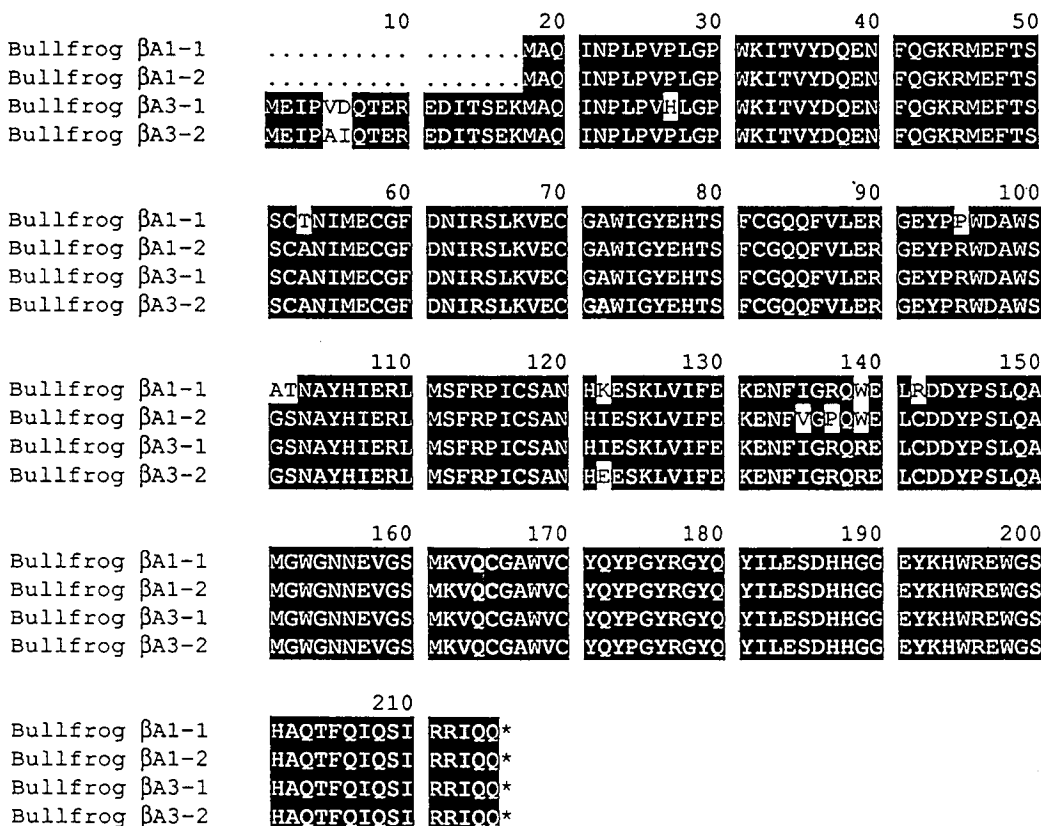 10 20 30 40 50
Bullfrog βA1-1 .......... .......MAQ INPLPVPLGP WKITVYDQEN FQGKRMEFTS
Bullfrog βA1-2 .......... .......MAQ INPLPVPLGP WKITVYDQEN FQGKRMEFTS
Bullfrog βA3-1 MEIPVDQTER EDITSEKMAQ INPLPVHLGP WKITVYDQEN FQGKRMEFTS
Bullfrog βA3-2 MEIPAIQTER EDITSEKMAQ INPLPVPLGP WKITVYDQEN FQGKRMEFTS
60 70 80 90 100
Bullfrog βA1-1 SCTNIMECGF DNIRSLKVEC GAWIGYEHTS FCGQQFVLER GEYPPWDAWS
Bullfrog βA1-2 SCANIMECGF DNIRSLKVEC GAWIGYEHTS FCGQQFVLER GEYPRWDAWS
Bullfrog βA3-1 SCANIMECGF DNIRSLKVEC GAWIGYEHTS FCGQQFVLER GEYPRWDAWS
Bullfrog βA3-2 SCANIMECGF DNIRSLKVEC GAWIGYEHTS FCGQQFVLER GEYPRWDAWS
110 120 130 140 150
Bullfrog βA1-1 ATNAYHIERL MSFRPICSAN HKESKLVIFE KENFIGRQWE LRDDYPSLQA
Bullfrog βA1-2 GSNAYHIERL MSFRPICSAN HIESKLVIFE KENFVGPQWE LCDDYPSLQA
Bullfrog βA3-1 GSNAYHIERL MSFRPICSAN HIESKLVIFE KENFIGRQRE LCDDYPSLQA
Bullfrog βA3-2 GSNAYHIERL MSFRPICSAN HEESKLVIFE KENFIGRQRE LCDDYPSLQA
160 170 180 190 200
Bullfrog βA1-1 MGWGNNEVGS MKVQCGAWVC YQYPGYRGYQ YILESDHHGG EYKHWREWGS
Bullfrog βA1-2 MGWGNNEVGS MKVQCGAWVC YQYPGYRGYQ YILESDHHGG EYKHWREWGS
Bullfrog βA3-1 MGWGNNEVGS MKVQCGAWVC YQYPGYRGYQ YILESDHHGG EYKHWREWGS
Bullfrog βA3-2 MGWGNNEVGS MKVQCGAWVC YQYPGYRGYQ YILESDHHGG EYKHWREWGS
210
Bullfrog βA1-1 HAQTFQIQSI RRIQQ*
Bullfrog βA1-2 HAQTFQIQSI RRIQQ*
Bullfrog βA3-1 HAQTFQIQSI RRIQQ*
Bullfrog βA3-2 HAQTFQIQSI RRIQQ*